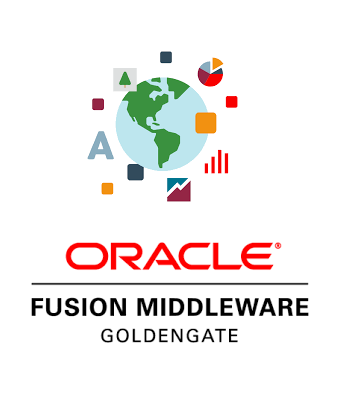 A
ORACLE®
FUSION MIDDLEWARE
GOLDENGATE